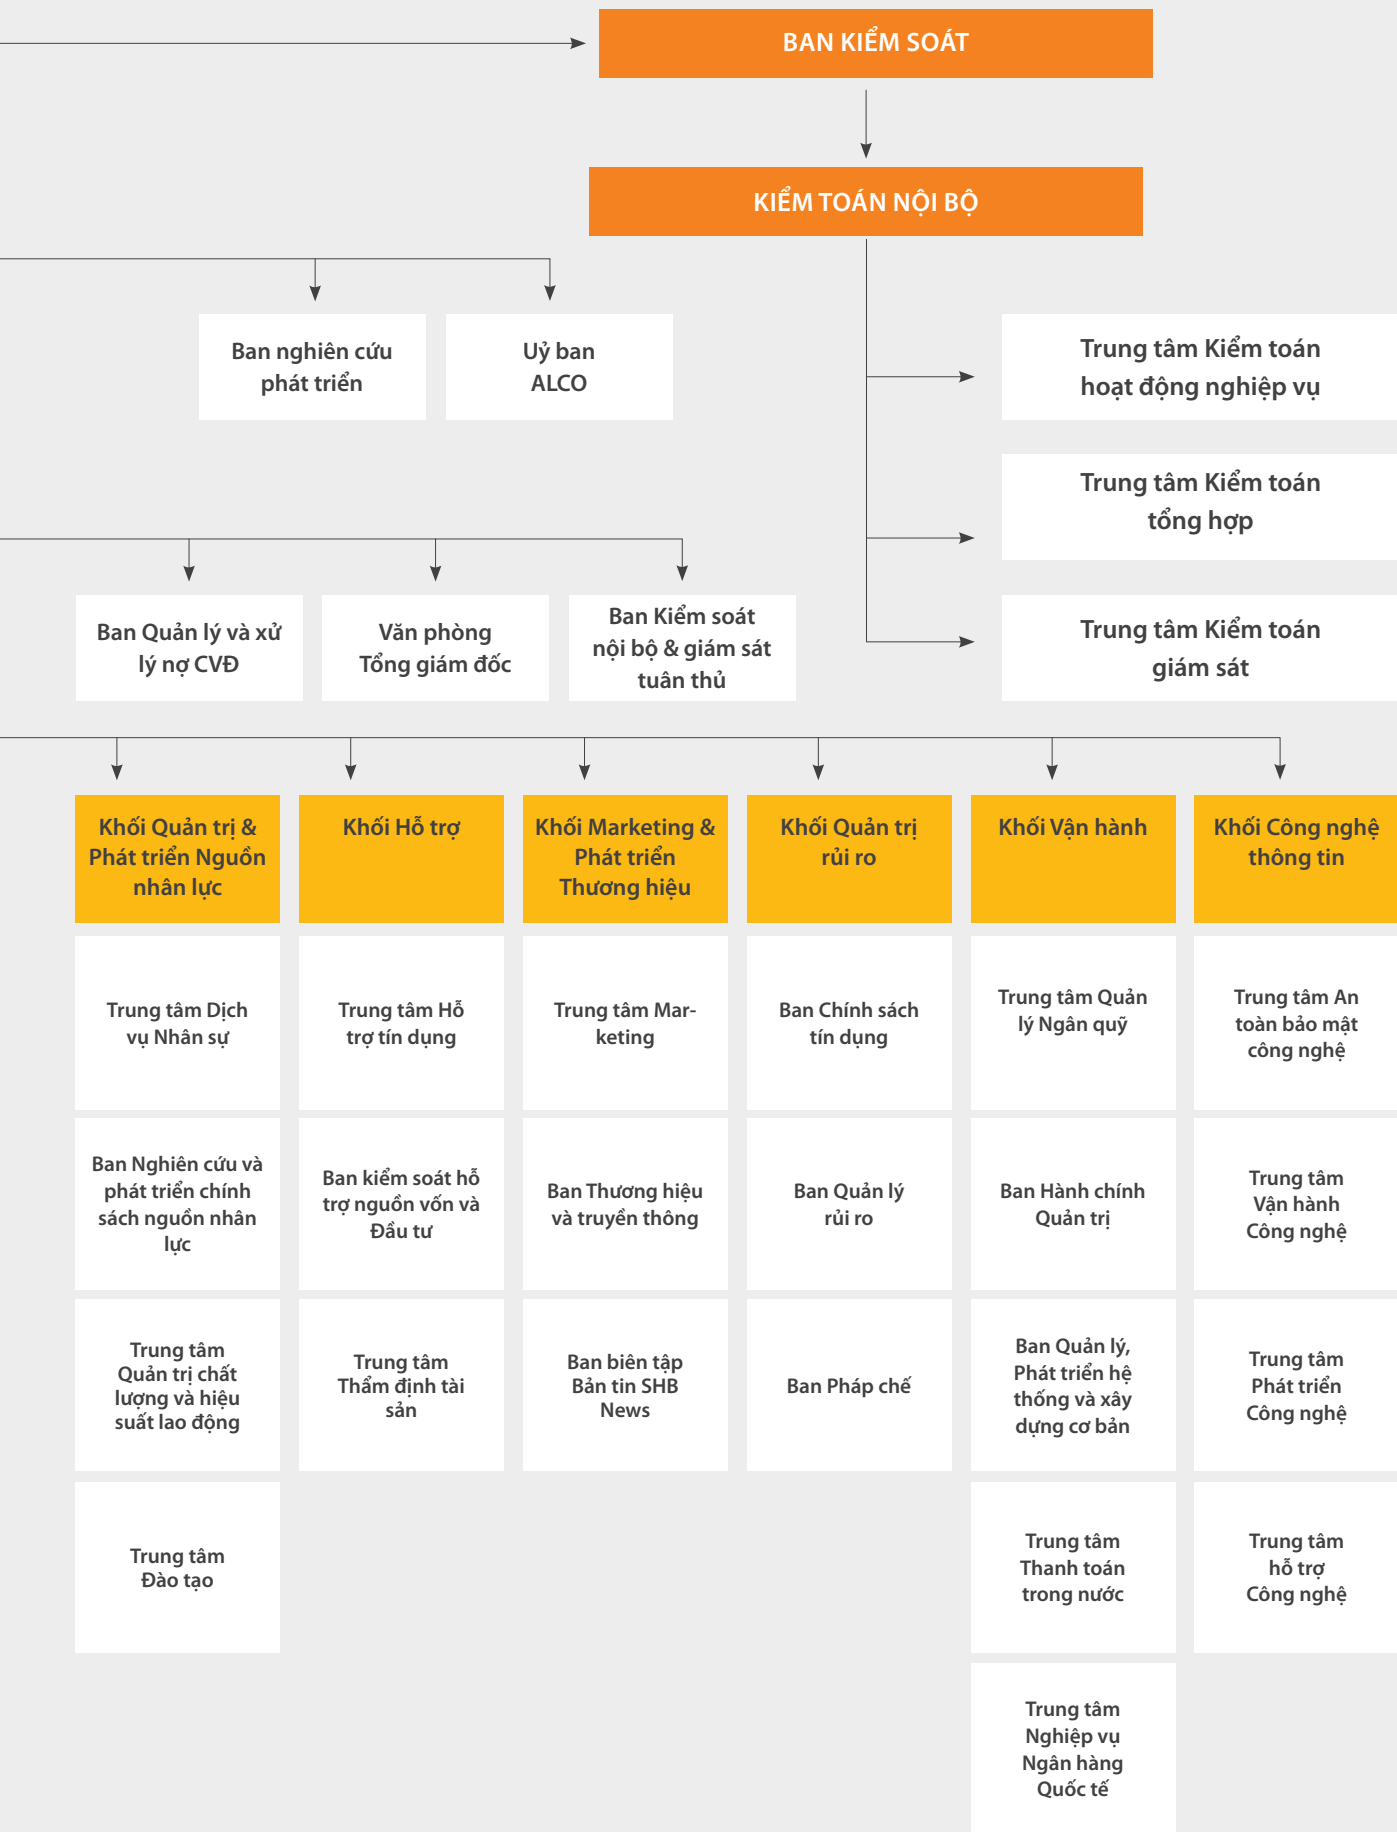 BAN KIỂM SOÁT
KIỂM TOÁN NỘI BỘ
Ban nghiên cứu
phát triển
Uỷ ban
ALCO
Trung tâm Kiểm toán
hoạt động nghiệp vụ
Trung tâm Kiểm toán
tổng hợp
Trung tâm Kiểm toán
giám sát
Ban Quản lý và xử
lý nợ CVĐ
Văn phòng
Tổng giám đốc
Ban Kiểm soát
nội bộ & giám sát
tuân thủ
Khối Quản trị &
Phát triển Nguồn
nhân lực
Trung tâm Dịch
vụ Nhân sự
Ban Nghiên cứu và
phát triển chính
sách nguồn nhân
lực
Trung tâm
Quản trị chất
lượng và hiệu
suất lao động
Trung tâm
Đào tạo
Khối Hỗ trợ
Trung tâm Hỗ
trợ tín dụng
Ban kiểm soát hỗ
trợ nguồn vốn và
Đầu tư
Trung tâm
Thẩm định tài
sản
Khối Marketing &
Phát triển
Thương hiệu
Trung tâm Mar-
keting
Ban Thương hiệu
và truyền thông
Ban biên tập
Bản tin SHB
News
Khối Quản trị
rủi ro
Ban Chính sách
tín dụng
Ban Quản lý
rủi ro
Ban Pháp chế
Khối Vận hành
Trung tâm Quản
lý Ngân quỹ
Ban Hành chính
Quản trị
Ban Quản lý,
Phát triển hệ
thống và xây
dựng cơ bản
Trung tâm
Thanh toán
trong nước
Trung tâm
Nghiệp vụ
Ngân hàng
Quốc tế
Khối Công nghệ
thông tin
Trung tâm An
toàn bảo mật
công nghệ
Trung tâm
Vận hành
Công nghệ
Trung tâm
Phát triển
Công nghệ
Trung tâm
hỗ trợ
Công nghệ